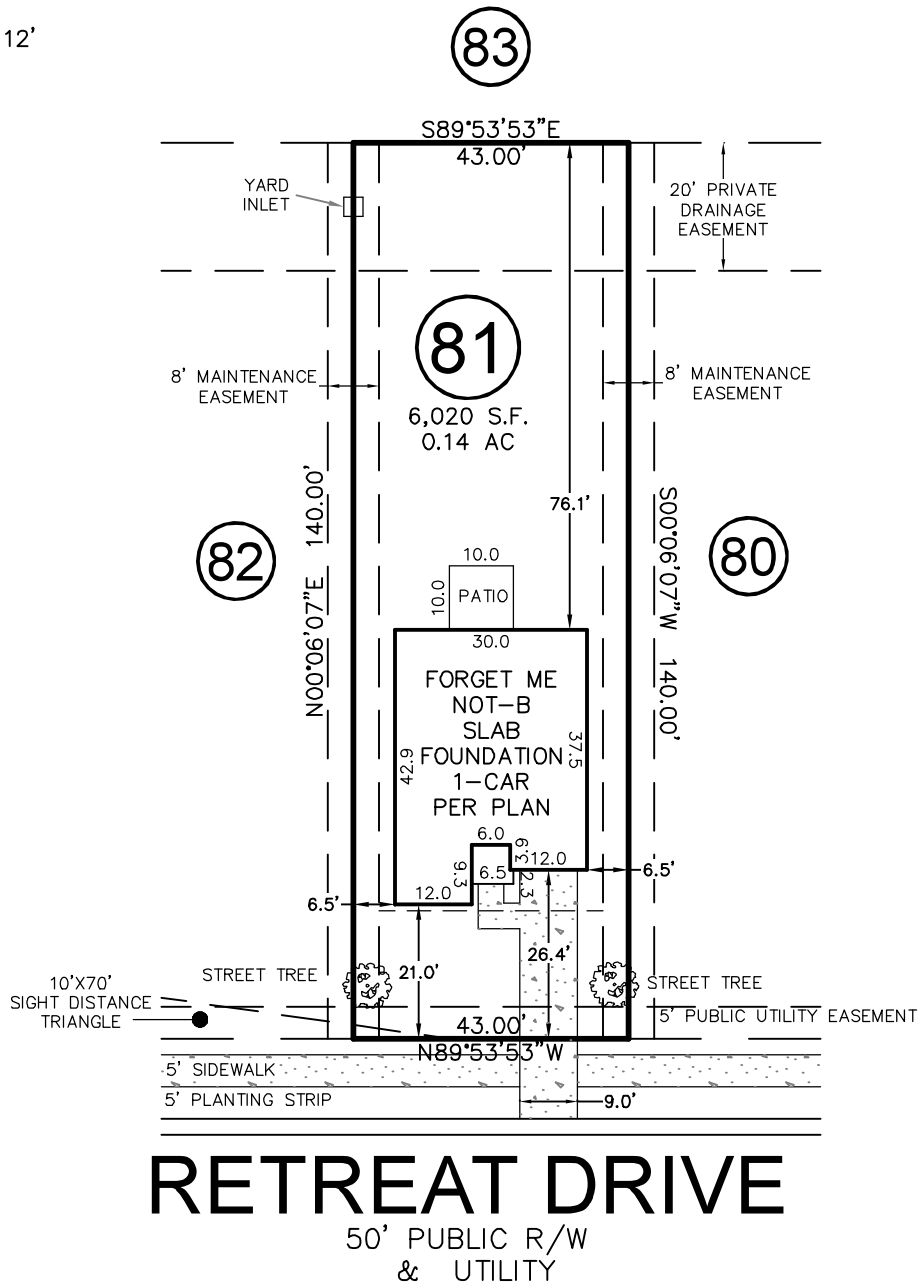 12'
83
S89°53'53"E
43.00'
YARD
INLET
20' PRIVATE
DRAINAGE
EASEMENT
81
6,020 S.F.
0.14 AC
8' MAINTENANCE
EASEMENT
8' MAINTENANCE
EASEMENT
N00°06'07"E 140.00'
S00°06'07"W 140.00'
76.1'
82
80
10.0
10.0
PATIO
30.0
FORGET ME
NOT-B
SLAB
FOUNDATION
1-CAR
PER PLAN
42.9
37.5
6.0
6.5
9.3
3.9
2.3
12.0
12.0
6.5'
6.5'
21.0'
26.4'
STREET TREE
STREET TREE
10'X70'
SIGHT DISTANCE
TRIANGLE
5' PUBLIC UTILITY EASEMENT
43.00'
N89°53'53"W
5' SIDEWALK
5' PLANTING STRIP
9.0'
RETREAT DRIVE
50' PUBLIC R/W
& UTILITY